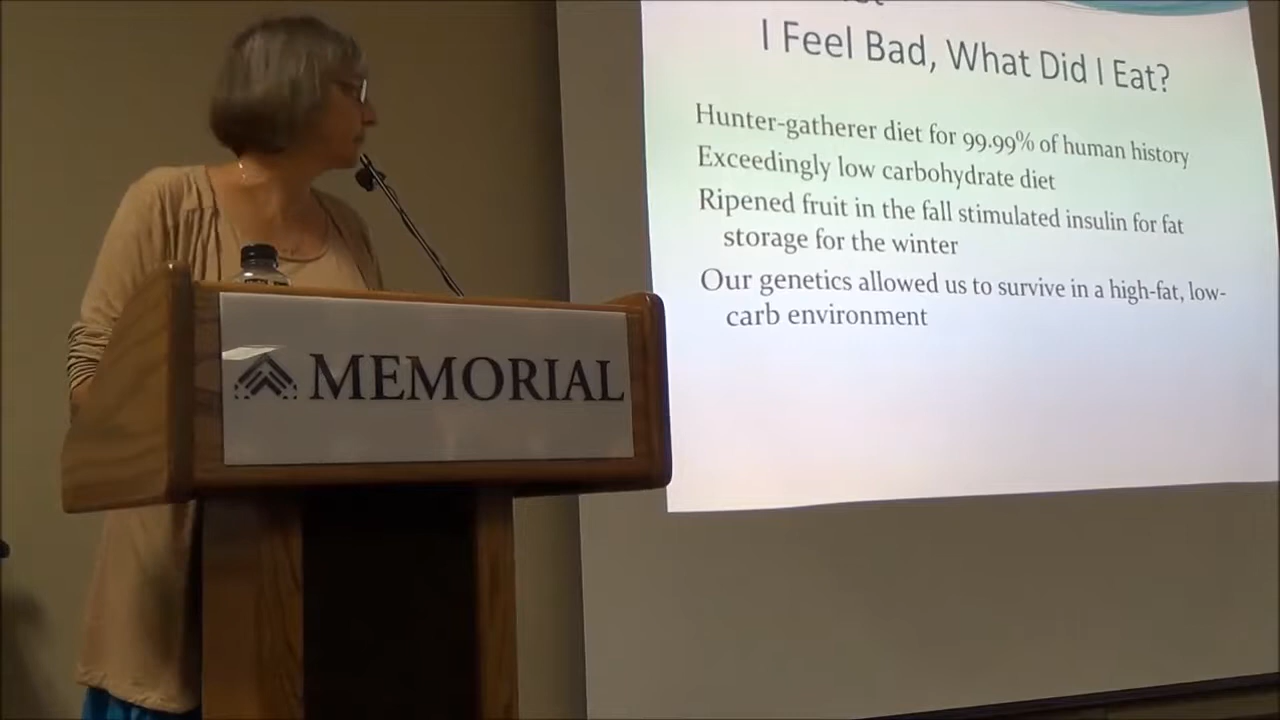 I Feel Bad, What Did I Eat?
Hunter-gatherer diet for 99.99% of human history
Exceedingly low carbohydrate diet
Ripened fruit in the fall stimulated insulin for fat
storage for the winter
Our genetics allowed us to survive in a high-fat, low-
carb environment
MEMORIAL